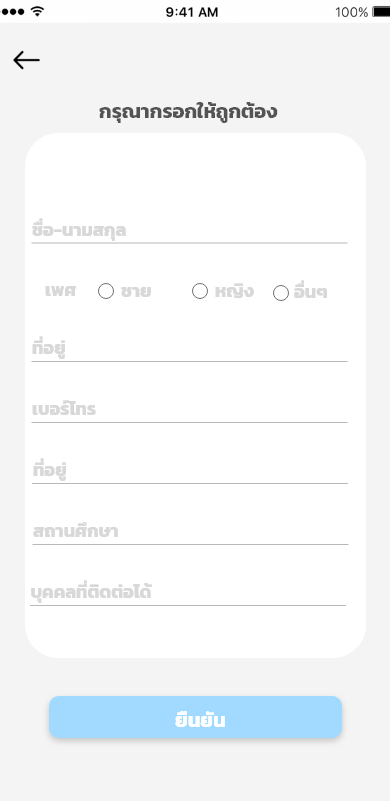 9:41 AM 100%
กรุณากรอกให้ถูกต้อง
ชื่อ-นามสกุล
เพศ ชาย หญิง อื่นๆ
ที่อยู่
เบอร์โทร
ที่อยู่
สถานศึกษา
บุคคลที่ติดต่อได้
ยืนยัน